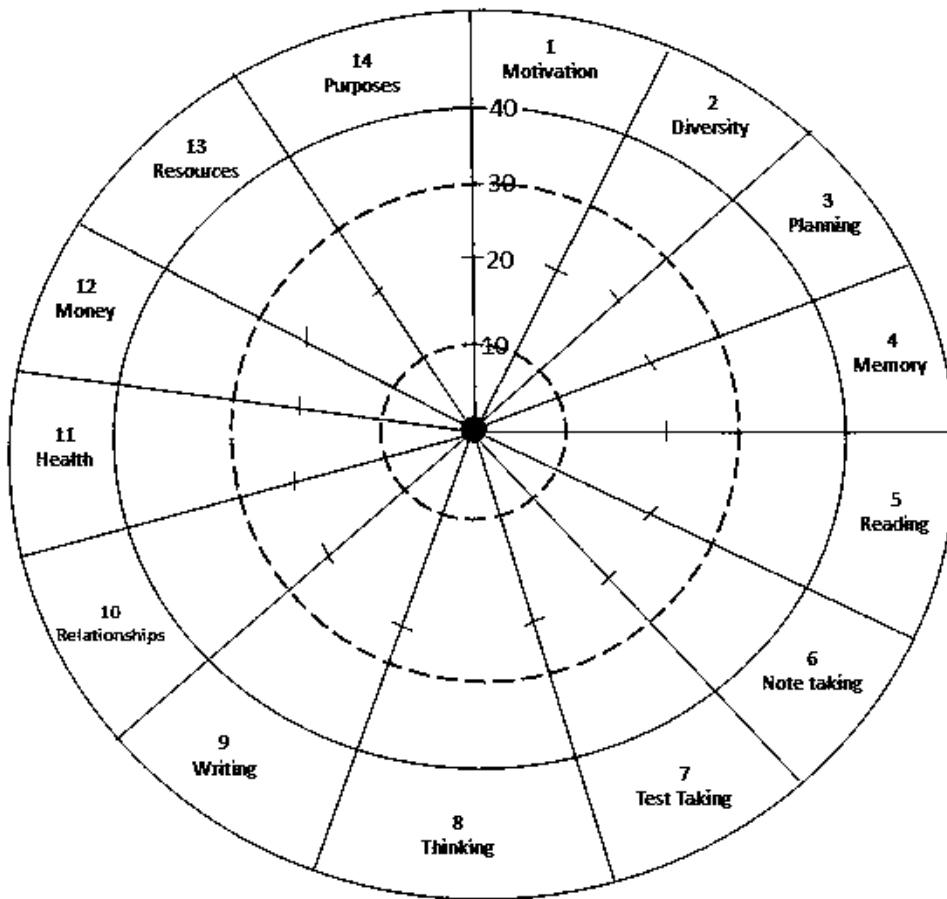 1
Motivation
2
Diversity
3
Planning
4
Memory
5
Reading
6
Note taking
7
Test Taking
8
Thinking
9
Writing
10
Relationships
11
Health
12
Money
13
Resources
14
Purposes
40
30
20
10